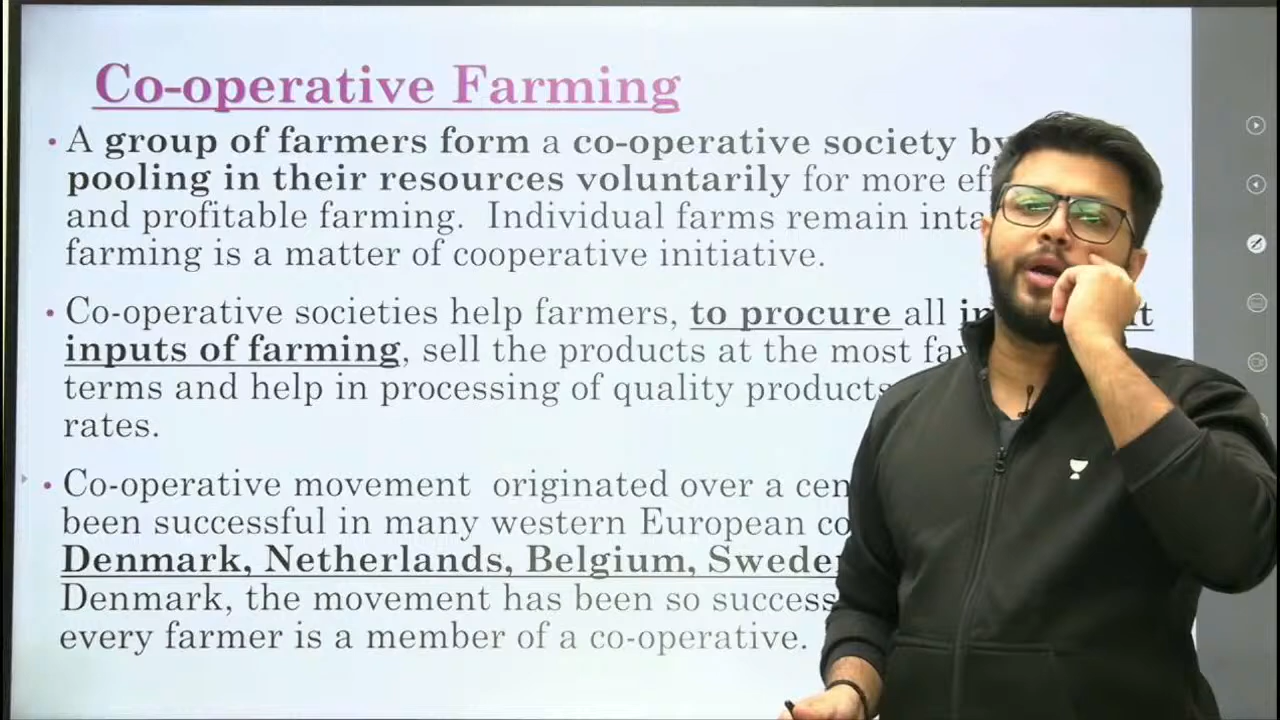 Co-operative Farming
• A group of farmers form a co-operative society by
pooling in their resources voluntarily for more
and profitable farming. Individual farms remain
farming is a matter of cooperative initiative.
• Co-operative societies help farmers, to procure all
inputs of farming, sell the products at the most
terms and help in processing of quality products
rates.
• Co-operative movement originated over a
been successful in many western European
Denmark, Netherlands, Belgium,
Denmark, the movement has been so
every farmer is a member of a co-operative.